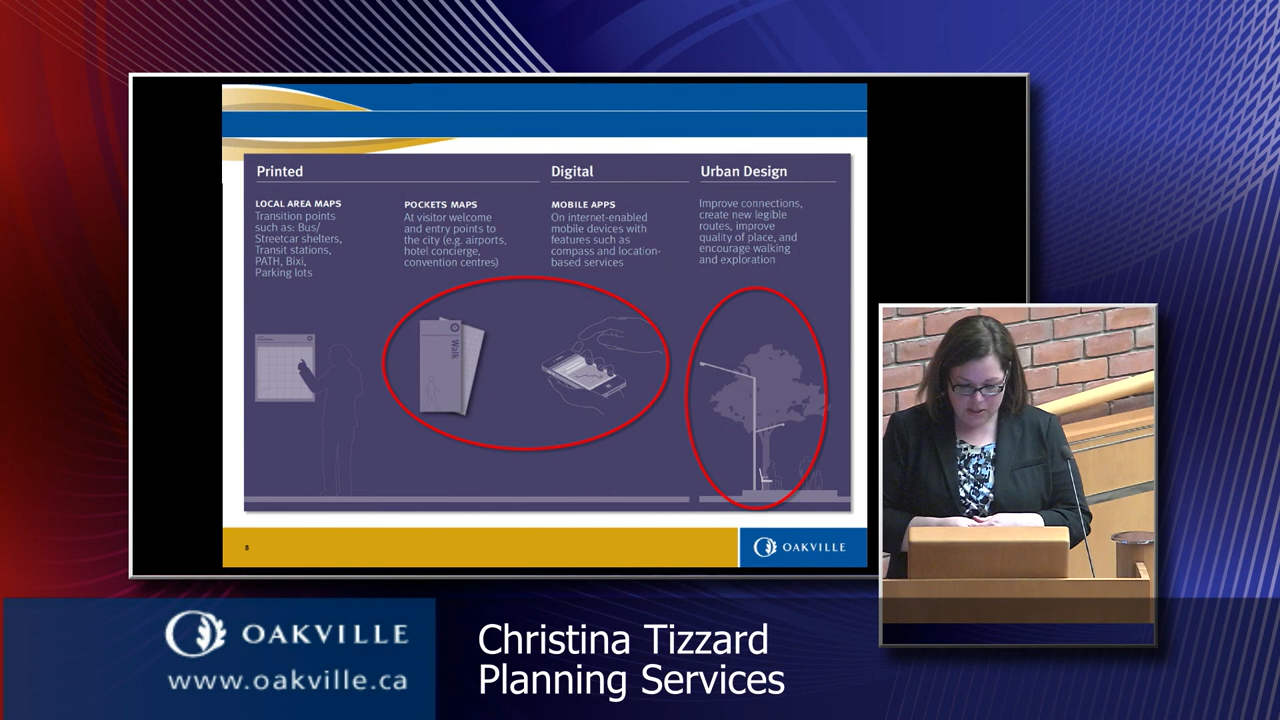 Printed
Digital
Urban Design
LOCAL AREA MAPS
Transition points
such as: Bus/
Streetcar shelters,
Transit stations,
PATH, Bixi,
Parking lots
POCKETS MAPS
At visitor welcome
and entry points to
the city (e.g. airports,
hotel concierge,
convention centres)
MOBILE APPS
On internet-enabled
mobile devices with
features such as
compass and location-
based services
Improve connections,
create new legible
routes, improve
quality of place, and
encourage walking
and exploration
Walk
8
OAKVILLE
OAKVILLE
www.oakville.ca
Christina Tizzard
Planning Services